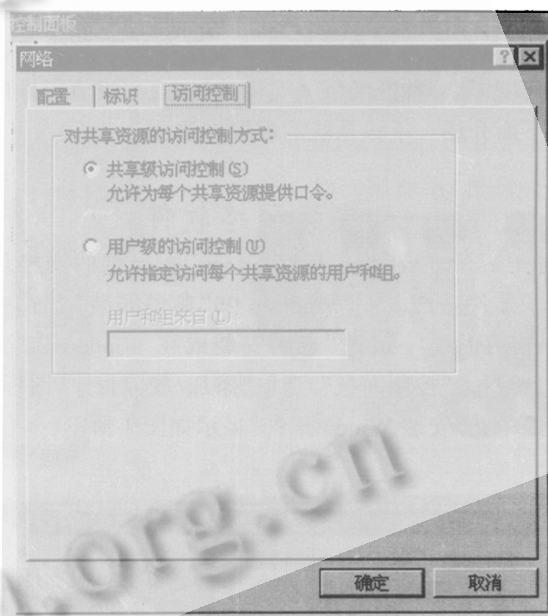 控制面板
网络
配置 标识 访问控制
对共享资源的访问控制方式：
共享级访问控制(S)
允许为每个共享资源提供口令。
用户级的访问控制(U)
允许指定访问每个共享资源的用户和组。
用户和组来自(L)：
.org.cn
确定 取消